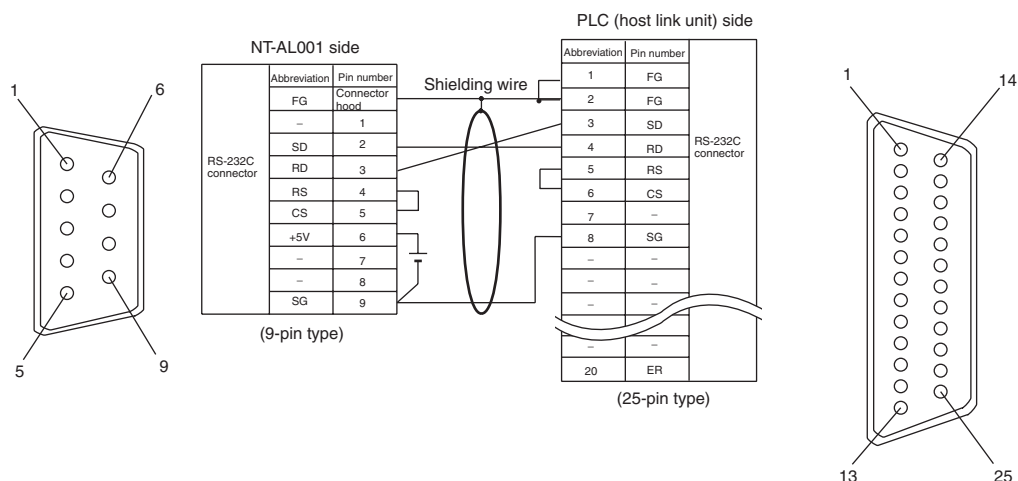 PLC (host link unit) side
NT-AL001 side
Abbreviation Pin number
FG Connector hood
– 1
SD 2
RD 3
RS 4
CS 5
+5V 6
– 7
– 8
SG 9
RS-232C connector
(9-pin type)
Shielding wire
Abbreviation Pin number
1 FG
2 FG
3 SD
4 RD
5 RS
6 CS
7 –
8 SG
– –
– –
– –
– –
20 ER
RS-232C connector
(25-pin type)
1
6
5
9
1
14
13
25